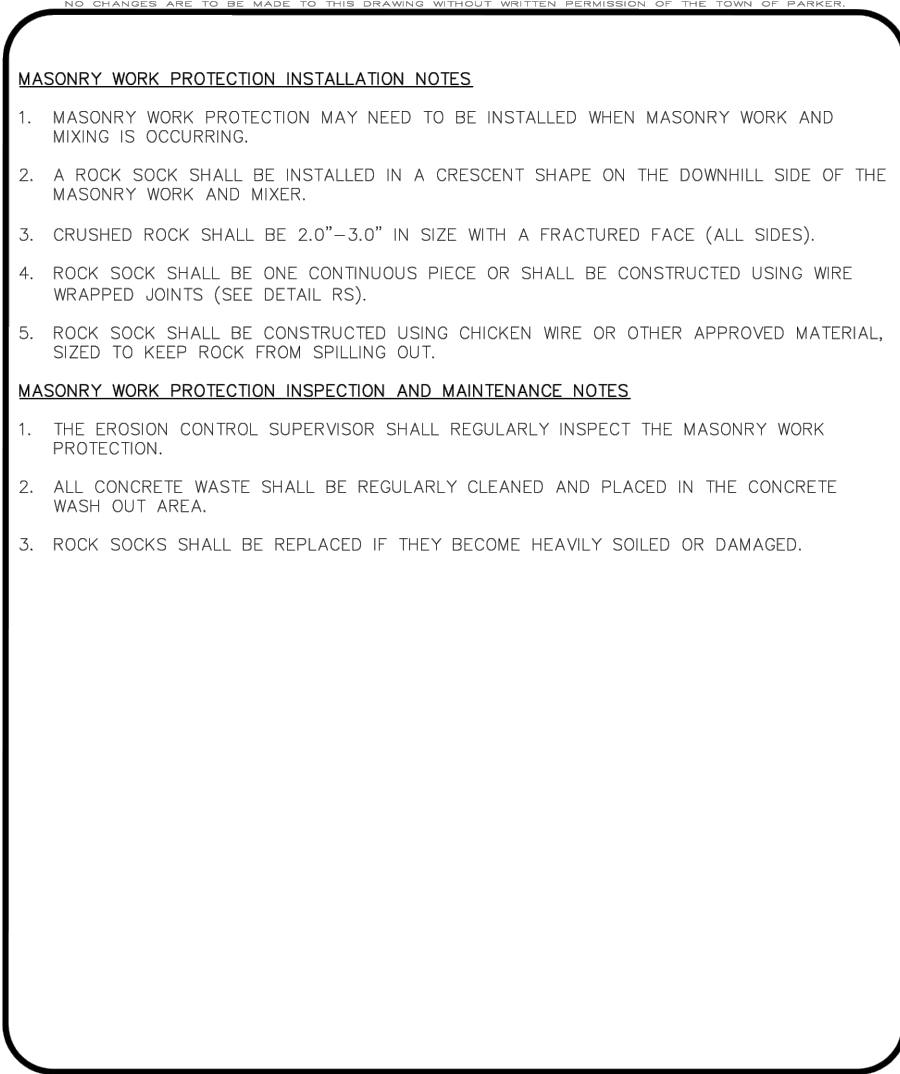 NO CHANGES ARE TO BE MADE TO THIS DRAWING WITHOUT WRITTEN PERMISSION OF THE TOWN OF PARKER.
MASONRY WORK PROTECTION INSTALLATION NOTES
1. MASONRY WORK PROTECTION MAY NEED TO BE INSTALLED WHEN MASONRY WORK AND
MIXING IS OCCURRING.
2. A ROCK SOCK SHALL BE INSTALLED IN A CRESCENT SHAPE ON THE DOWNHILL SIDE OF THE
MASONRY WORK AND MIXER.
3. CRUSHED ROCK SHALL BE 2.0"–3.0" IN SIZE WITH A FRACTURED FACE (ALL SIDES).
4. ROCK SOCK SHALL BE ONE CONTINUOUS PIECE OR SHALL BE CONSTRUCTED USING WIRE
WRAPPED JOINTS (SEE DETAIL RS).
5. ROCK SOCK SHALL BE CONSTRUCTED USING CHICKEN WIRE OR OTHER APPROVED MATERIAL,
SIZED TO KEEP ROCK FROM SPILLING OUT.
MASONRY WORK PROTECTION INSPECTION AND MAINTENANCE NOTES
1. THE EROSION CONTROL SUPERVISOR SHALL REGULARLY INSPECT THE MASONRY WORK
PROTECTION.
2. ALL CONCRETE WASTE SHALL BE REGULARLY CLEANED AND PLACED IN THE CONCRETE
WASH OUT AREA.
3. ROCK SOCKS SHALL BE REPLACED IF THEY BECOME HEAVILY SOILED OR DAMAGED.